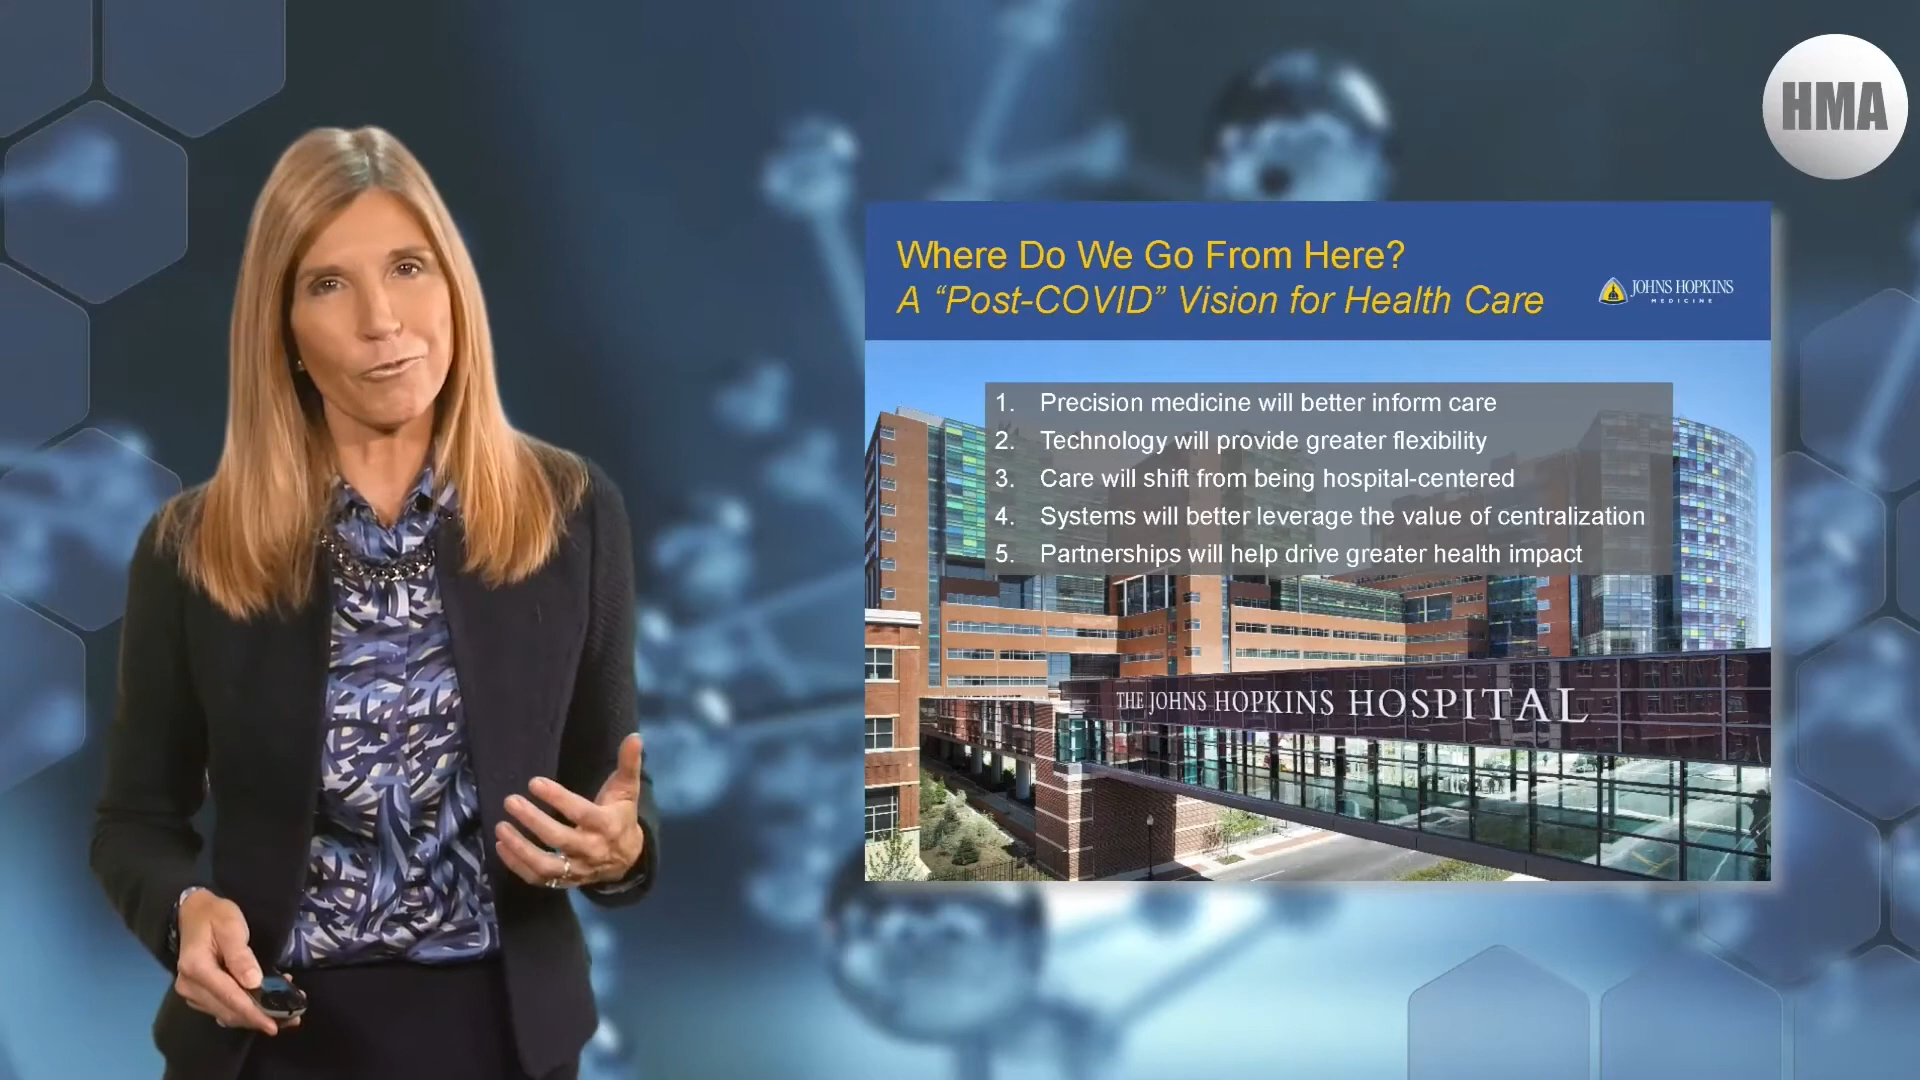 HMA
Where Do We Go From Here?
A “Post-COVID” Vision for Health Care
JOHNS HOPKINS
MEDICINE
1. Precision medicine will better inform care
2. Technology will provide greater flexibility
3. Care will shift from being hospital-centered
4. Systems will better leverage the value of centralization
5. Partnerships will help drive greater health impact
THE JOHNS HOPKINS HOSPITAL